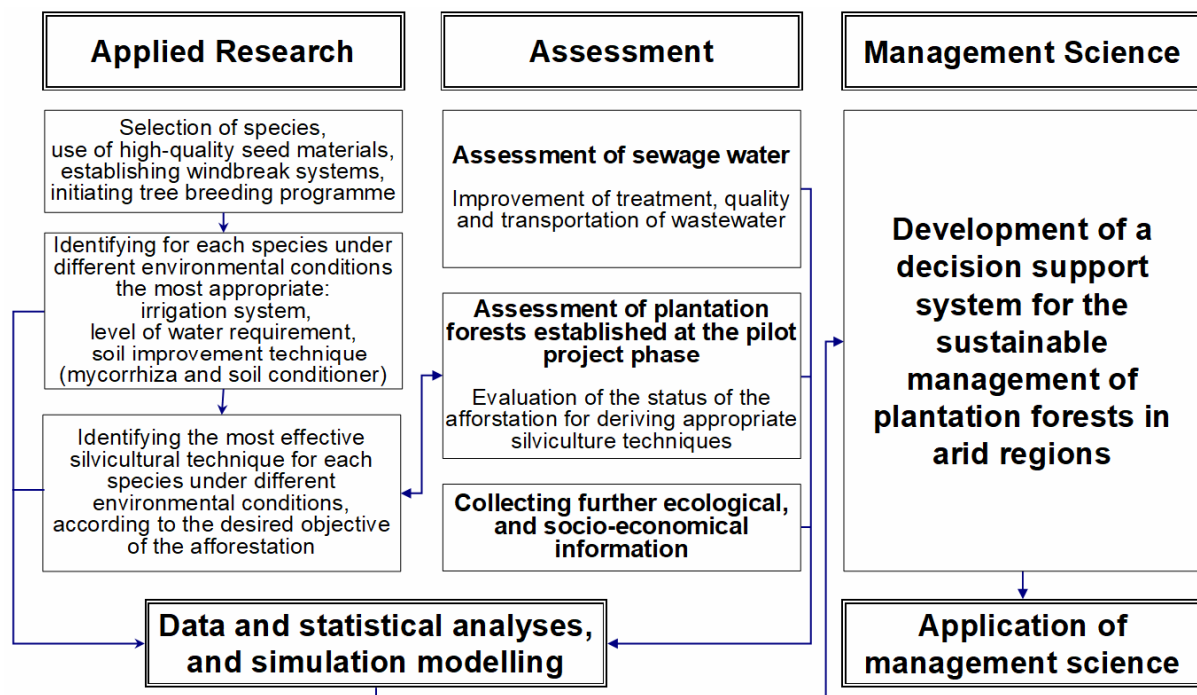 Applied Research
Selection of species,
use of high-quality seed materials,
establishing windbreak systems,
initiating tree breeding programme
Identifying for each species under
different environmental conditions
the most appropriate:
irrigation system,
level of water requirement,
soil improvement technique
(mycorrhiza and soil conditioner)
Identifying the most effective
silvicultural technique for each
species under different
environmental conditions,
according to the desired objective
of the afforestation
Assessment
Assessment of sewage water
Improvement of treatment, quality
and transportation of wastewater
Assessment of plantation
forests established at the pilot
project phase
Evaluation of the status of the
afforstation for deriving appropriate
silviculture techniques
Collecting further ecological,
and socio-economical
information
Data and statistical analyses,
and simulation modelling
Management Science
Development of a
decision support
system for the
sustainable
management of
plantation forests in
arid regions
Application of
management science